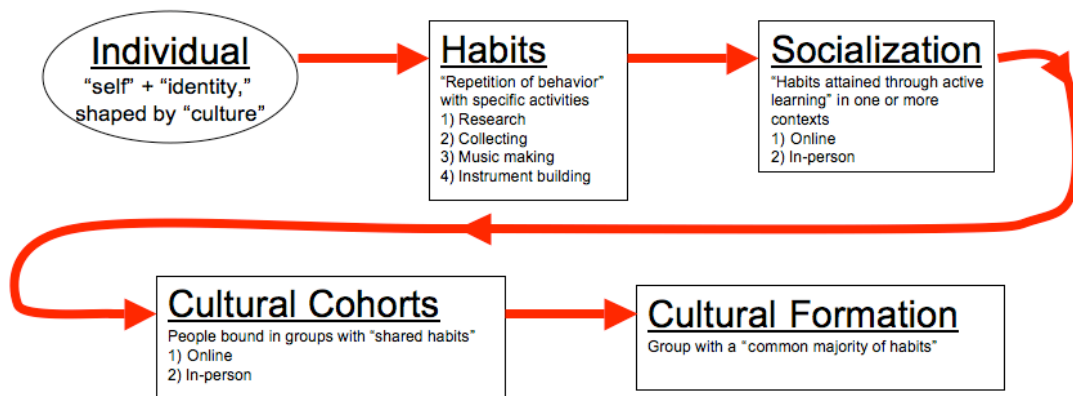 Individual
“self” + “identity,”
shaped by “culture”
Habits
“Repetition of behavior”
with specific activities
1) Research
2) Collecting
3) Music making
4) Instrument building
Socialization
“Habits attained through active
learning” in one or more
contexts
1) Online
2) In-person
Cultural Cohorts
People bound in groups with “shared habits”
1) Online
2) In-person
Cultural Formation
Group with a “common majority of habits”